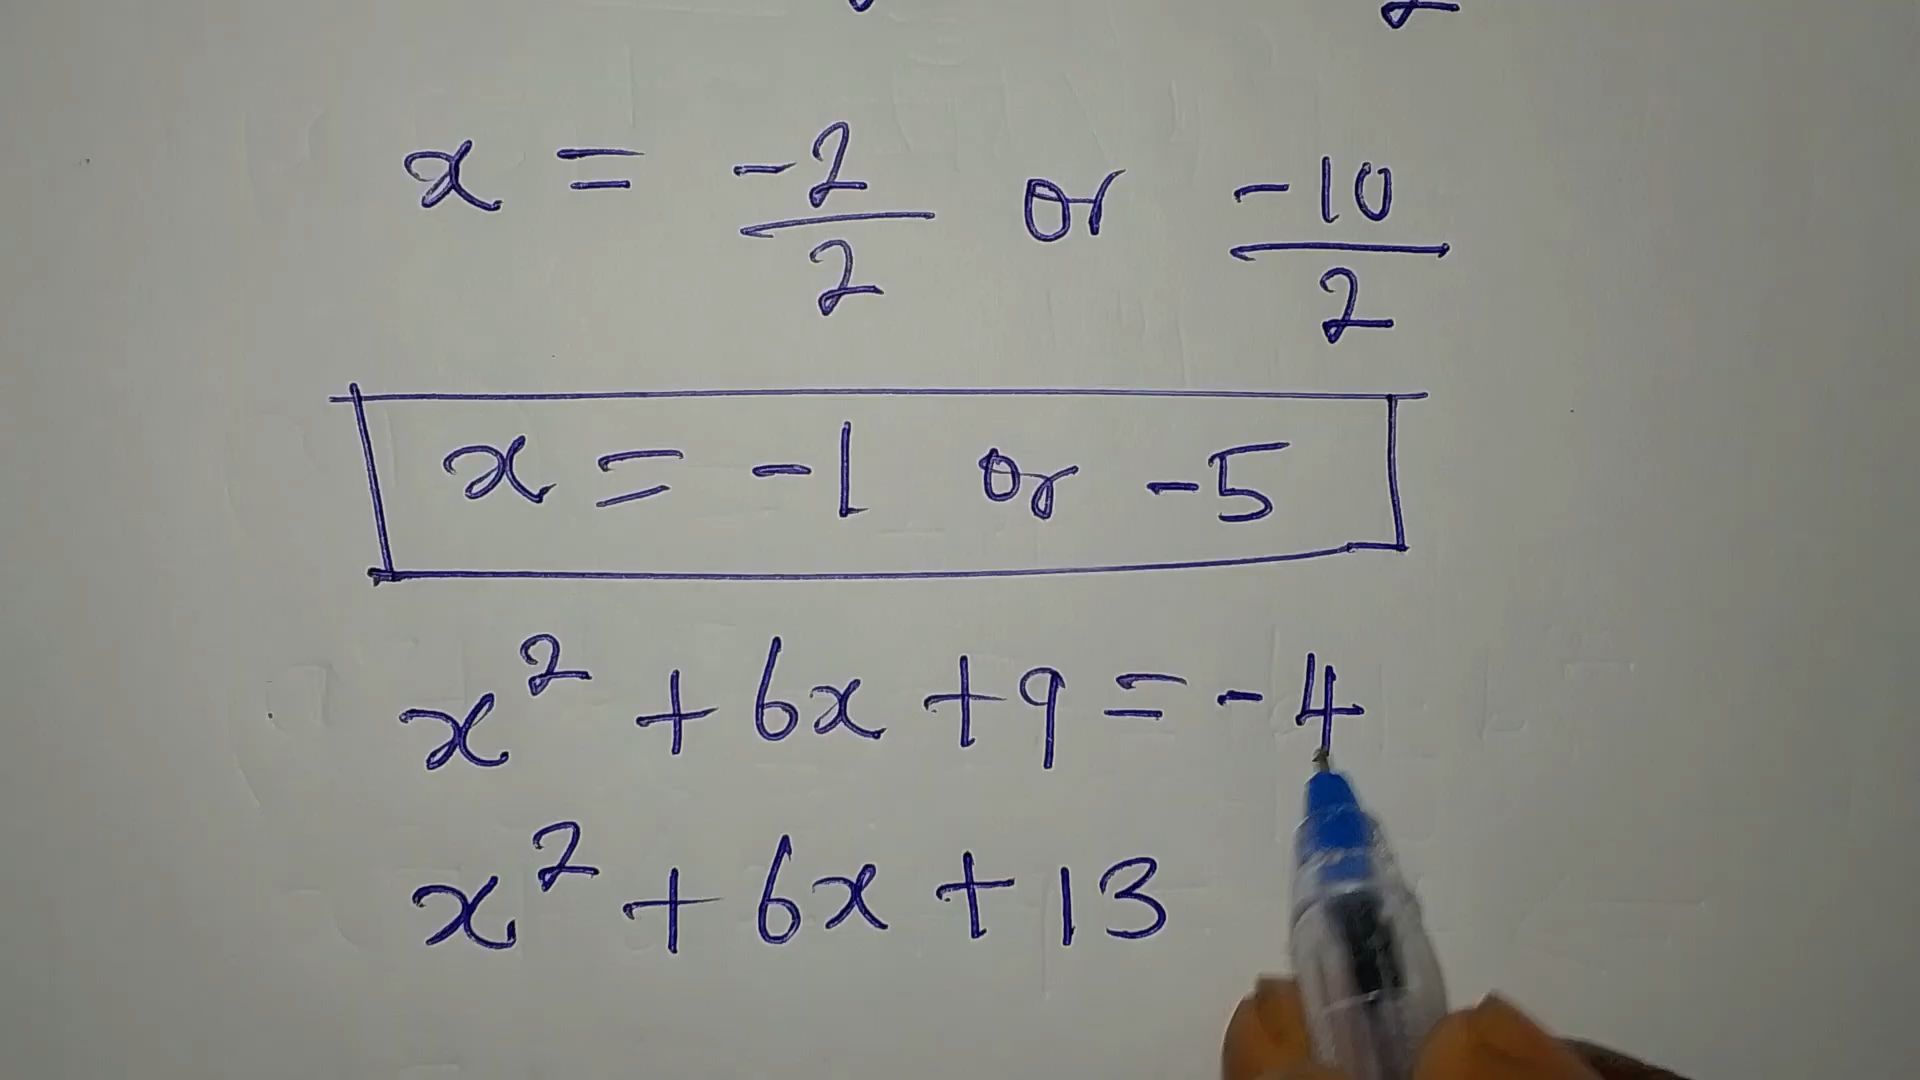 x = -2/2 or -10/2
x = -1 or -5
x² + 6x + 9 = -4
x² + 6x + 13